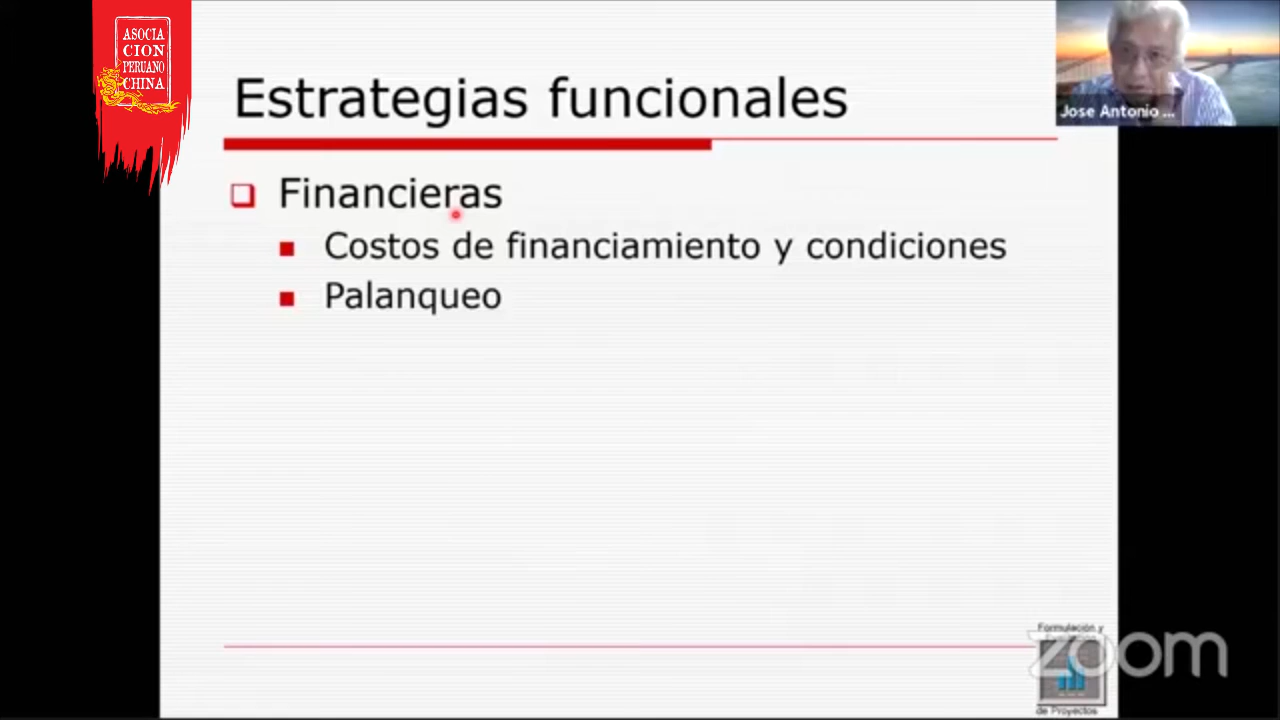 ASOCIA
CION
PERUANO
CHINA
Estrategias funcionales
Jose Antonio ...
Financieras
Costos de financiamiento y condiciones
Palanqueo
Formulación y
zoom
de Proyectos